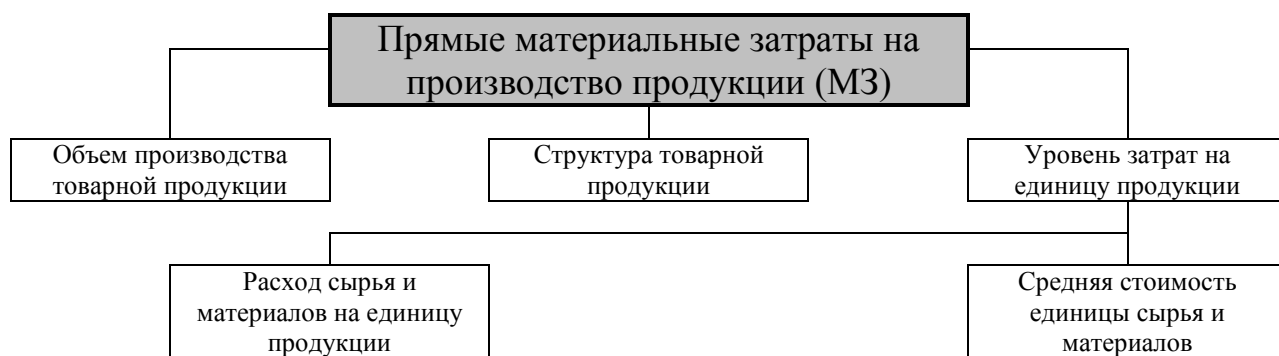 Прямые материальные затраты на
производство продукции (МЗ)
Объем производства
товарной продукции
Структура товарной
продукции
Уровень затрат на
единицу продукции
Расход сырья и
материалов на единицу
продукции
Средняя стоимость
единицы сырья и
материалов